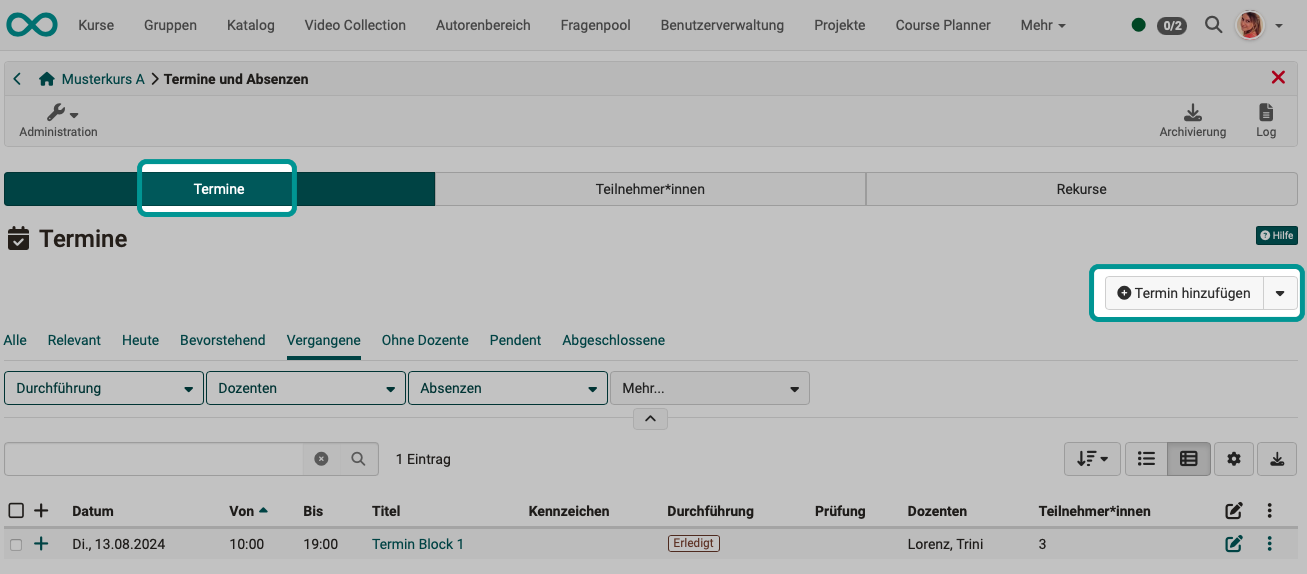 Kurse Gruppen Katalog Video Collection Autorenbereich Fragenpool Benutzerverwaltung Projekte Course Planner Mehr 0/2
Musterkurs A Termine und Absenzen
Administration Archivierung Log
Termine Teilnehmer*innen Rekurse
Termine
Hilfe
Termin hinzufügen
Alle Relevant Heute Bevorstehend Vergangene Ohne Dozente Pendent Abgeschlossene
Durchführung Dozenten Absenzen Mehr...
1 Eintrag
Datum Von Bis Titel Kennzeichen Durchführung Prüfung Dozenten Teilnehmer*innen
Di., 13.08.2024 10:00 19:00 Termin Block 1 Erledigt Lorenz, Trini 3